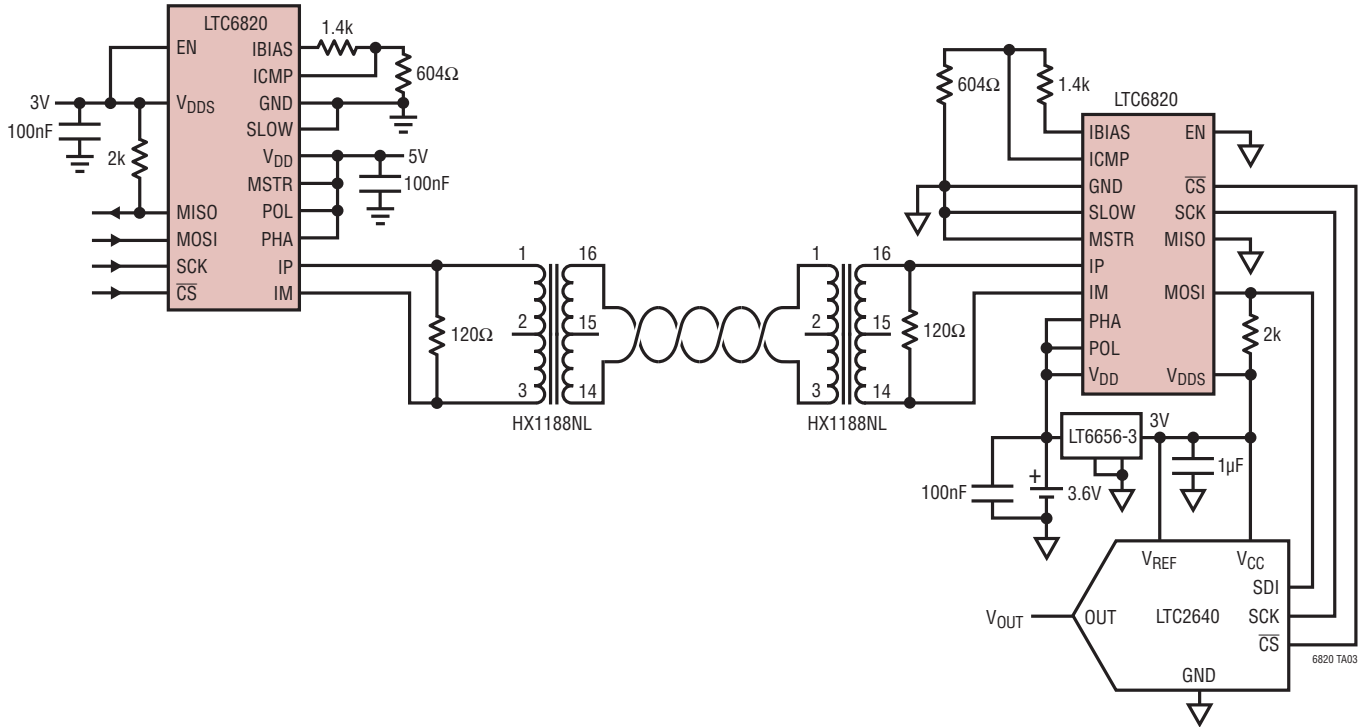 LTC6820
EN
IBIAS
1.4k
ICMP
604Ω
3V
VDDS
GND
100nF
SLOW
2k
VDD
5V
MSTR
100nF
MISO
POL
MOSI
PHA
SCK
IP
CS
IM
120Ω
1
2
3
16
15
14
HX1188NL
1
2
3
16
15
14
HX1188NL
120Ω
604Ω
1.4k
LTC6820
IBIAS
EN
ICMP
GND
CS
SLOW
SCK
MSTR
MISO
IP
IM
MOSI
PHA
2k
POL
VDD
VDDS
LT6656-3
3V
1µF
100nF
+
3.6V
VREF
VCC
SDI
VOUT
OUT
LTC2640
SCK
CS
GND
6820 TA03